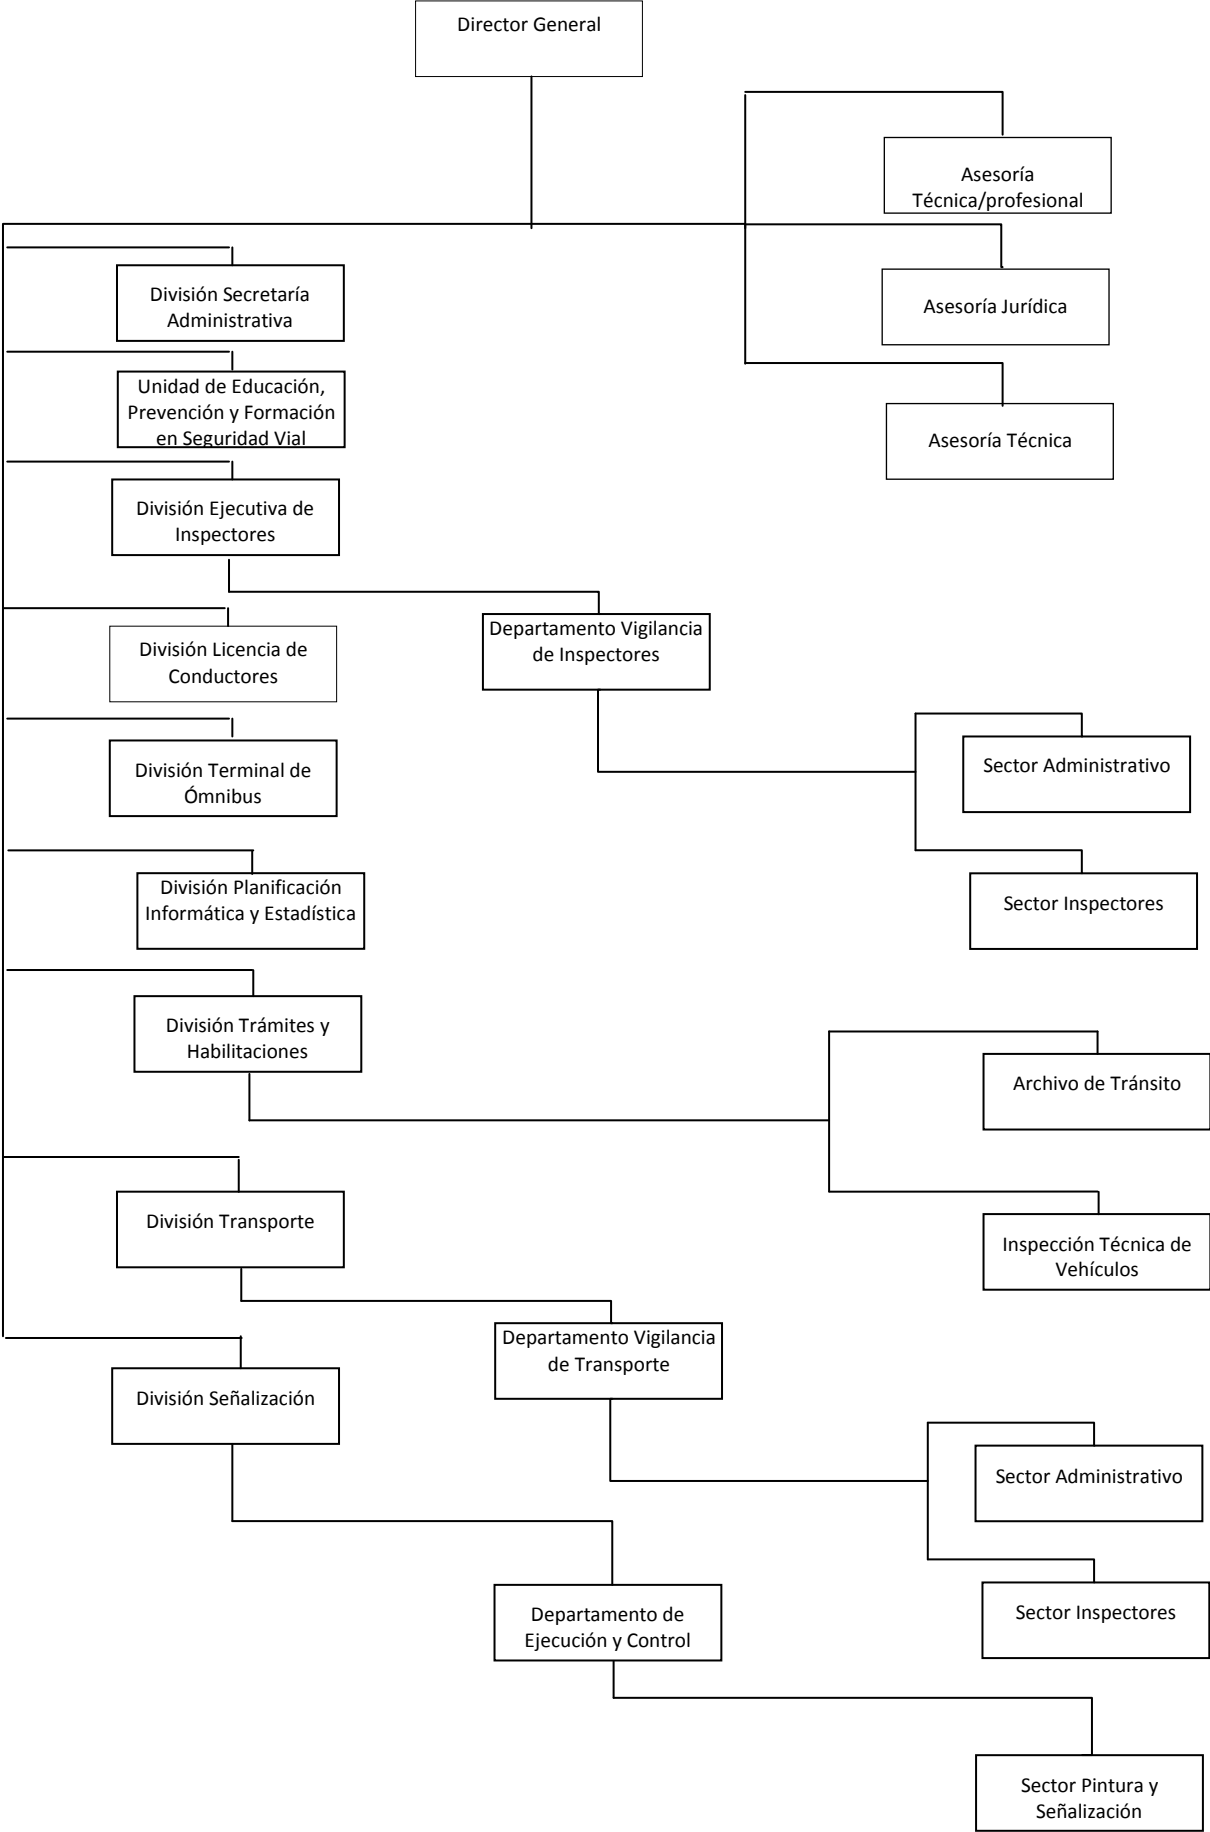 Director General
Asesoría
Técnica/profesional
División Secretaría
Administrativa
Asesoría Jurídica
Unidad de Educación,
Prevención y Formación
en Seguridad Vial
Asesoría Técnica
División Ejecutiva de
Inspectores
Departamento Vigilancia
de Inspectores
División Licencia de
Conductores
División Terminal de
Ómnibus
Sector Administrativo
División Planificación
Informática y Estadística
Sector Inspectores
División Trámites y
Habilitaciones
Archivo de Tránsito
División Transporte
Inspección Técnica de
Vehículos
Departamento Vigilancia
de Transporte
División Señalización
Sector Administrativo
Sector Inspectores
Departamento de
Ejecución y Control
Sector Pintura y
Señalización